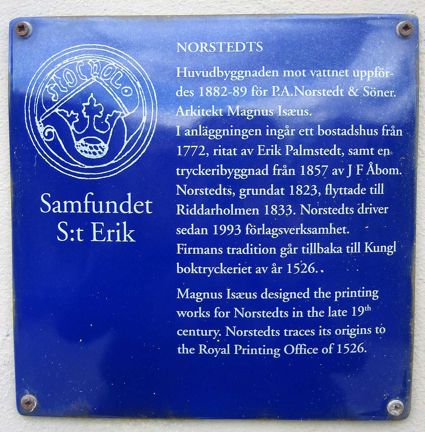 STOCHOLM
Samfundet
S:t Erik
NORSTEDTS
Huvudbyggnaden mot vattnet uppför-
des 1882-89 för P.A.Norstedt & Söner.
Arkitekt Magnus Isæus.
I anläggningen ingår ett bostadshus från
1772, ritat av Erik Palmstedt, samt en
tryckeribyggnad från 1857 av J F Åbom.
Norstedts, grundat 1823, flyttade till
Riddarholmen 1833. Norstedts driver
sedan 1993 förlagsverksamhet.
Firmans tradition går tillbaka till Kungl
boktryckeriet av år 1526..
Magnus Isæus designed the printing
works for Norstedts in the late 19th
century. Norstedts traces its origins to
the Royal Printing Office of 1526.